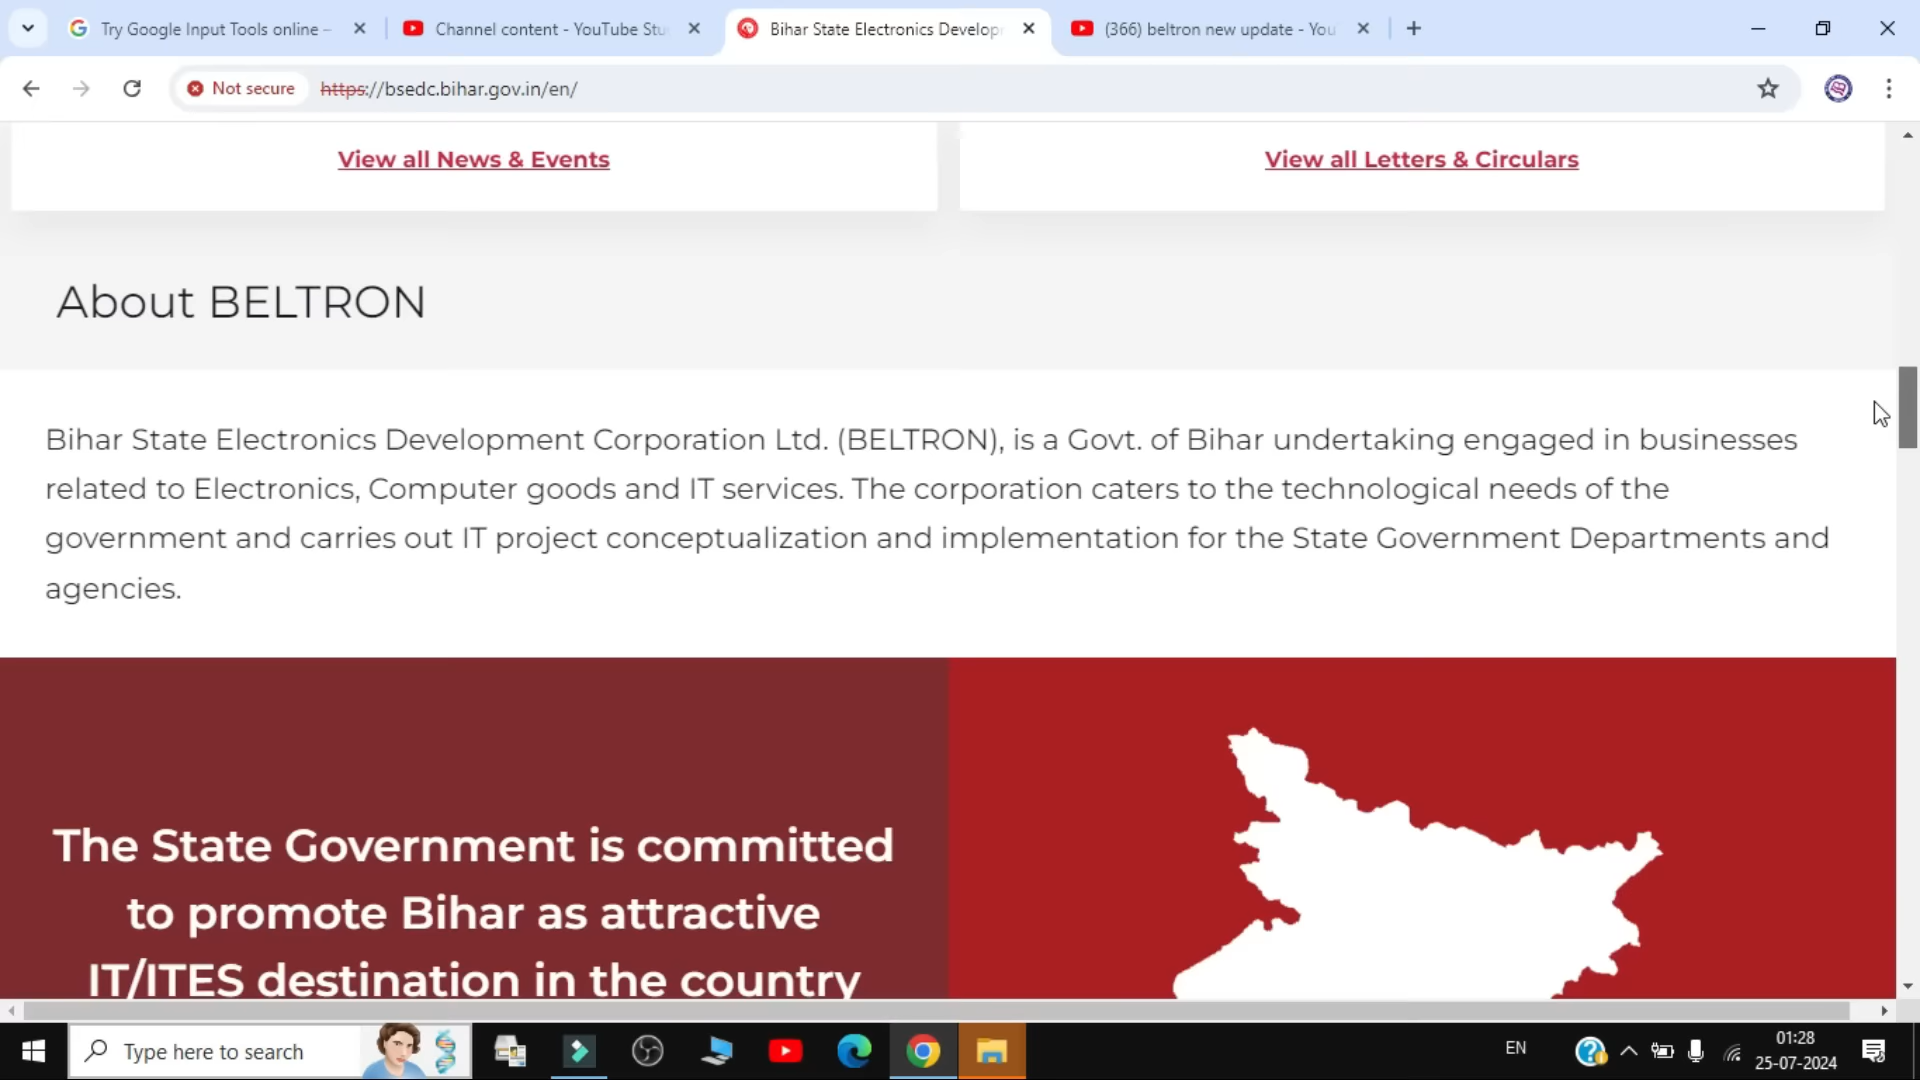 Try Google Input Tools online –
Channel content - YouTube Stu
Bihar State Electronics Develop
(366) beltron new update - You
Not secure
https://bsedc.bihar.gov.in/en/
View all News & Events
View all Letters & Circulars
About BELTRON
Bihar State Electronics Development Corporation Ltd. (BELTRON), is a Govt. of Bihar undertaking engaged in businesses
related to Electronics, Computer goods and IT services. The corporation caters to the technological needs of the
government and carries out IT project conceptualization and implementation for the State Government Departments and
agencies.
The State Government is committed
to promote Bihar as attractive
IT/ITES destination in the country
Type here to search
EN
01:28
25-07-2024